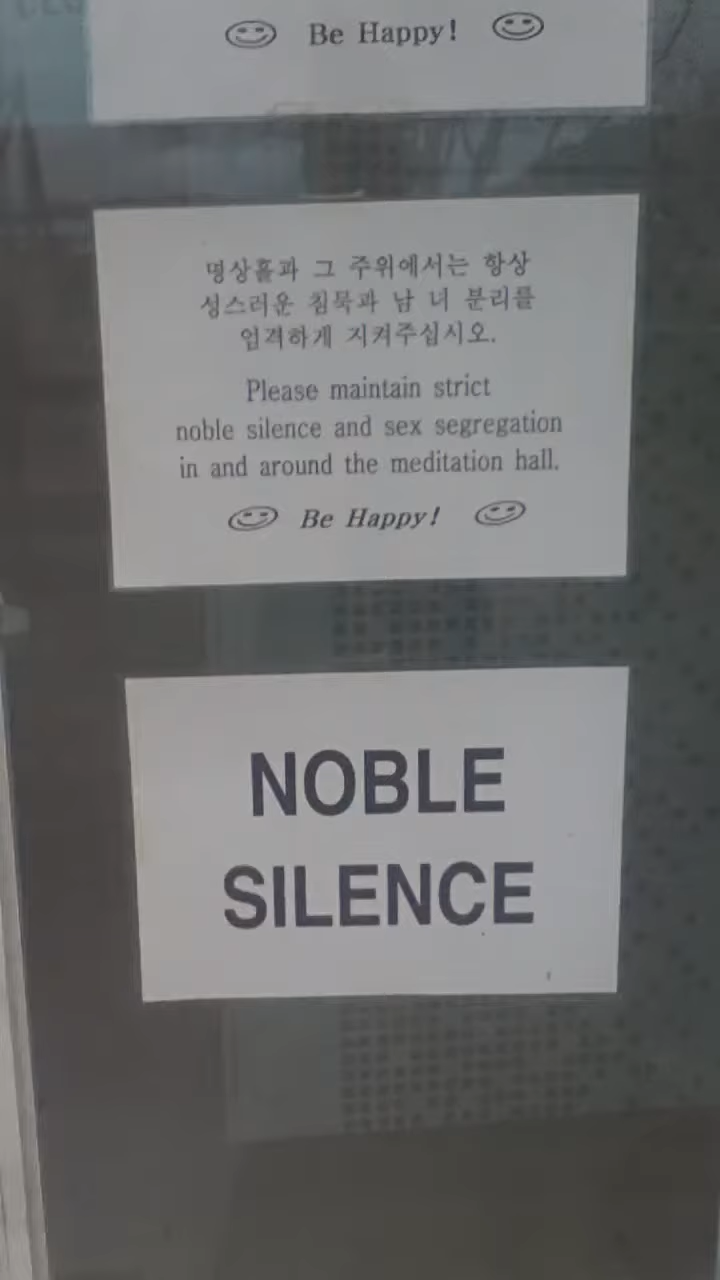 Be Happy!
명상홀과 그 주위에서는 항상
성스러운 침묵과 남 녀 분리를
엄격하게 지켜주십시오.
Please maintain strict
noble silence and sex segregation
in and around the meditation hall.
Be Happy!
NOBLE
SILENCE